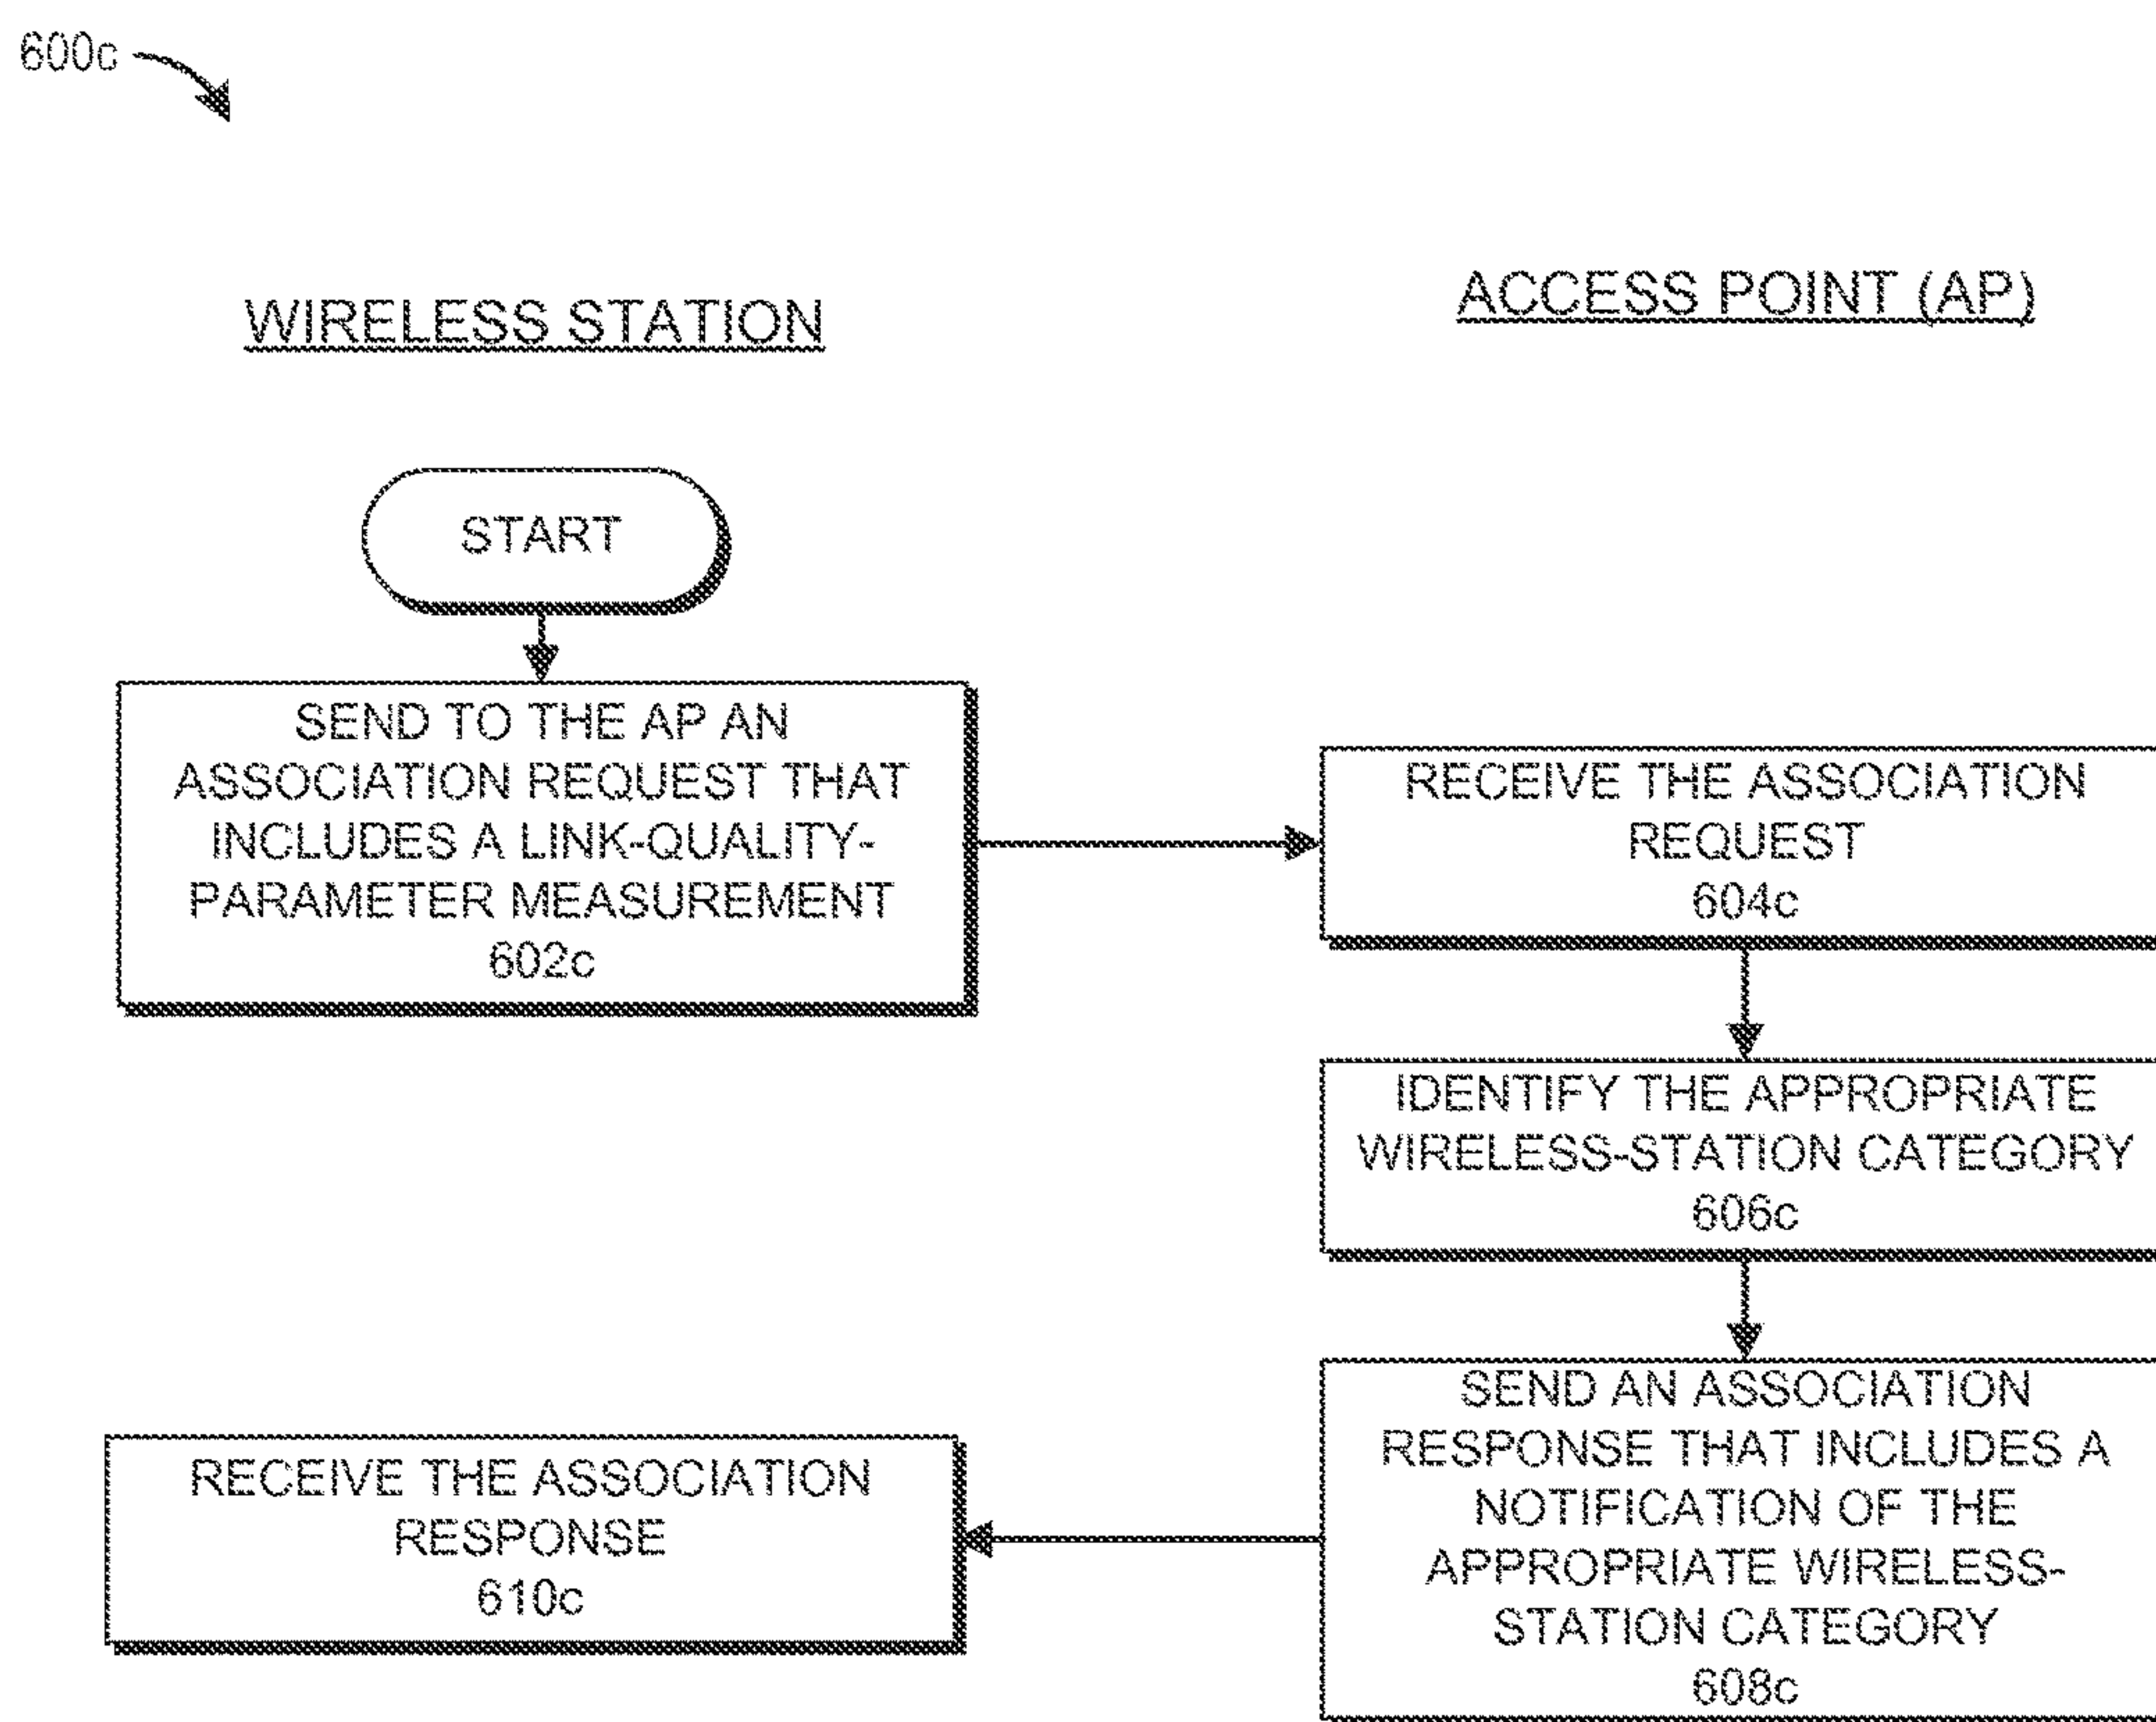 600c
WIRELESS STATION
ACCESS POINT (AP)
START
SEND TO THE AP AN
ASSOCIATION REQUEST THAT
INCLUDES A LINK-QUALITY-
PARAMETER MEASUREMENT
602c
RECEIVE THE ASSOCIATION
REQUEST
604c
IDENTIFY THE APPROPRIATE
WIRELESS-STATION CATEGORY
606c
SEND AN ASSOCIATION
RESPONSE THAT INCLUDES A
NOTIFICATION OF THE
APPROPRIATE WIRELESS-
STATION CATEGORY
608c
RECEIVE THE ASSOCIATION
RESPONSE
610c